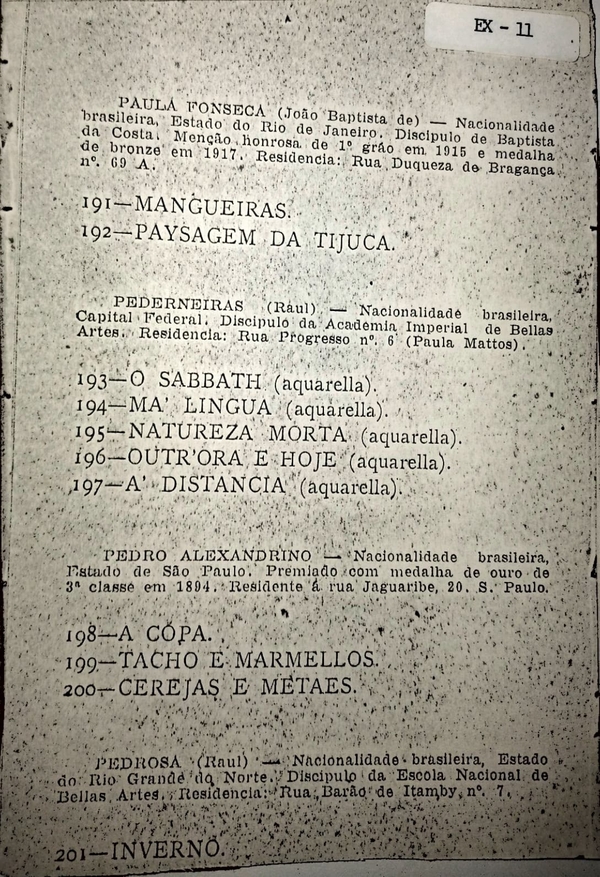 EX - 11
PAULA FONSECA (João Baptista de) — Nacionalidade
brasileira, Estado do Rio de Janeiro. Discipulo de Baptista
da Costa. Menção honrosa de 1º gráo em 1915 e medalha
de bronze em 1917. Residencia: Rua Duqueza de Bragança
nº. 69 A.
191—MANGUEIRAS.
192—PAYSAGEM DA TIJUCA.
PEDERNEIRAS (Raul) — Nacionalidade brasileira,
Capital Federal. Discipulo da Academia Imperial de Bellas
Artes. Residencia: Rua Progresso nº. 6 (Paula Mattos).
193—O SABBATH (aquarella).
194—MA' LINGUA (aquarella).
195—NATUREZA MORTA (aquarella).
196—OUTR'ORA E HOJE (aquarella).
197—A' DISTANCIA (aquarella).
PEDRO ALEXANDRINO — Nacionalidade brasileira,
Estado de São Paulo. Premiado com medalha de ouro de
3ª classe em 1894. Residente á rua Jaguaribe, 20. S. Paulo.
198—A COPA.
199—TACHO E MARMELLOS.
200—CEREJAS E METAES.
PEDROSA (Raul) — Nacionalidade brasileira, Estado
do Rio Grande do Norte. Discipulo da Escola Nacional de
Bellas Artes. Residencia: Rua Barão de Itamby, nº. 7.
201—INVERNO.